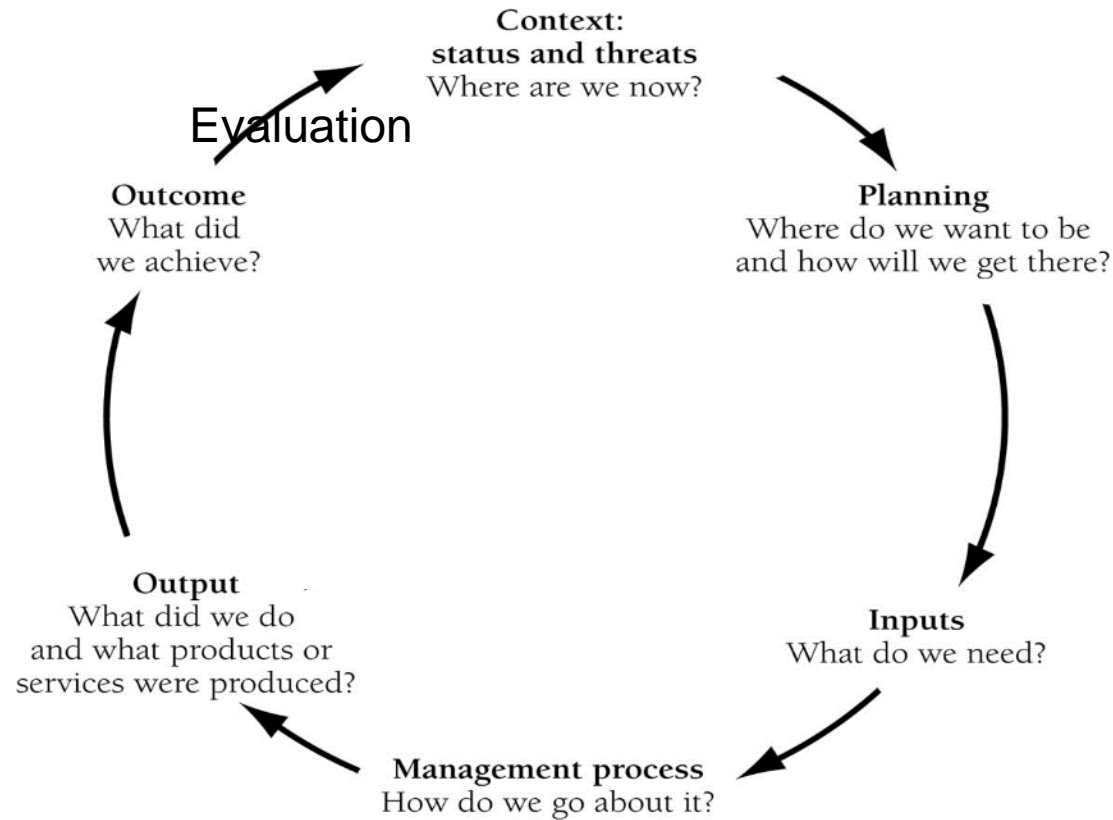 Context:
status and threats
Where are we now?
Evaluation
Outcome
What did
we achieve?
Planning
Where do we want to be
and how will we get there?
Output
What did we do
and what products or
services were produced?
Inputs
What do we need?
Management process
How do we go about it?